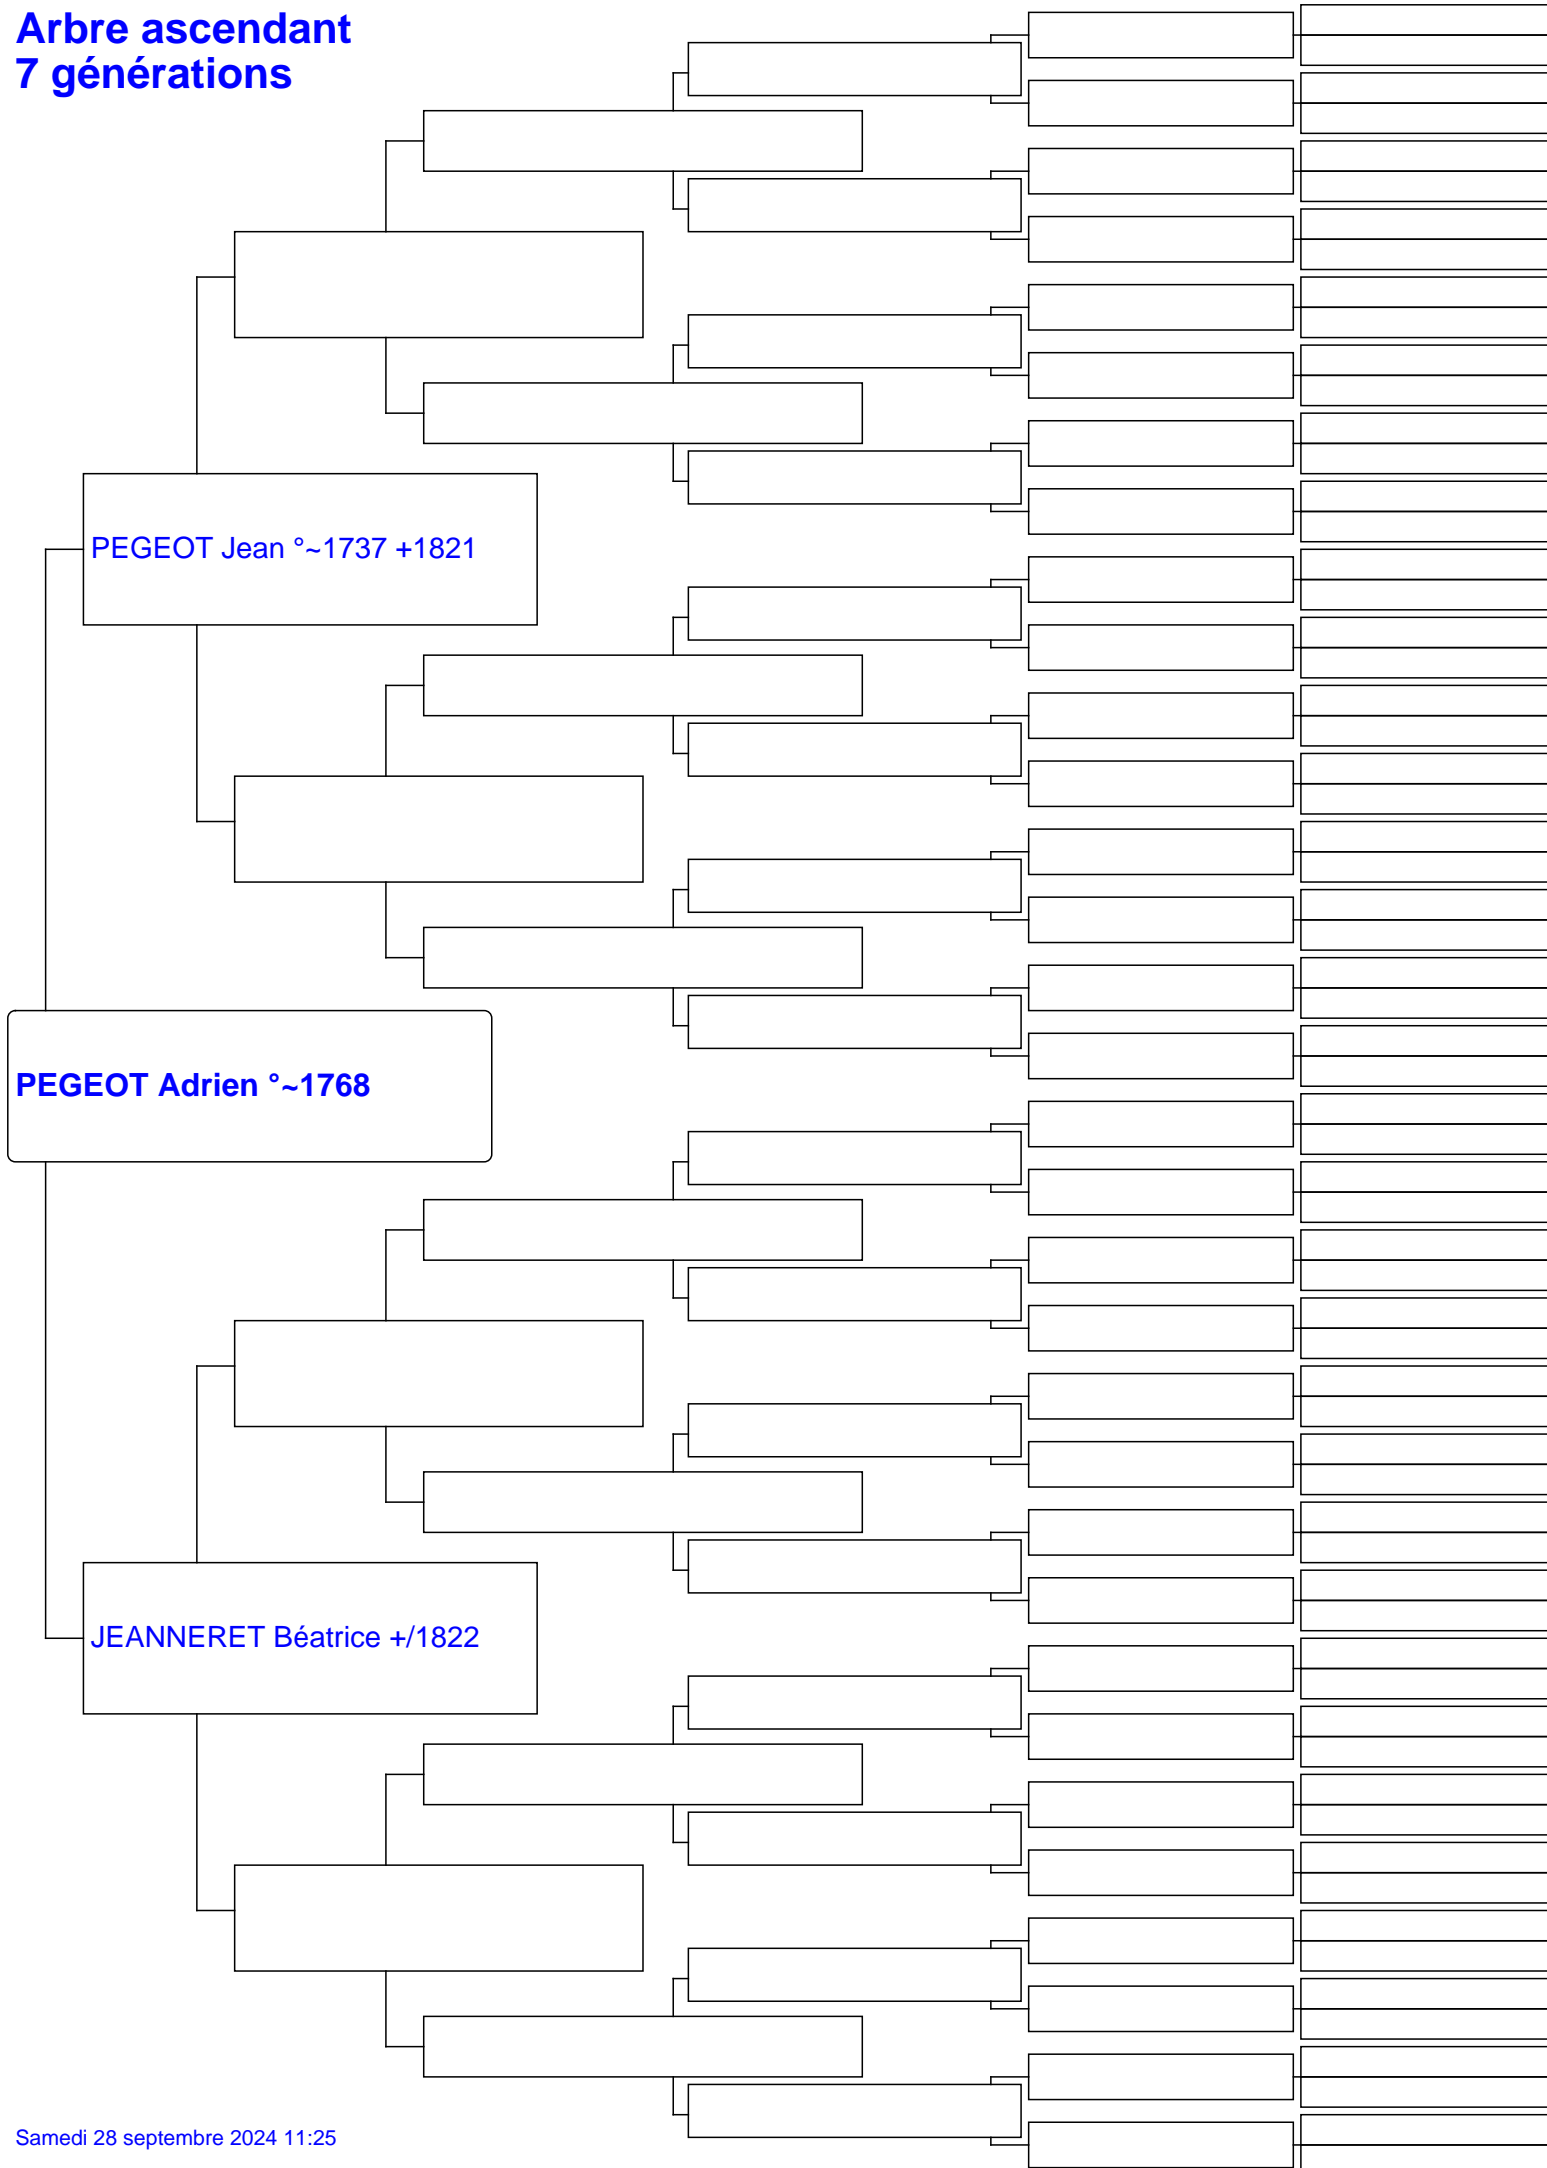 Arbre ascendant
7 générations
PEGEOT Jean °~1737 +1821
PEGEOT Adrien °~1768
JEANNERET Béatrice +/1822
Samedi 28 septembre 2024 11:25